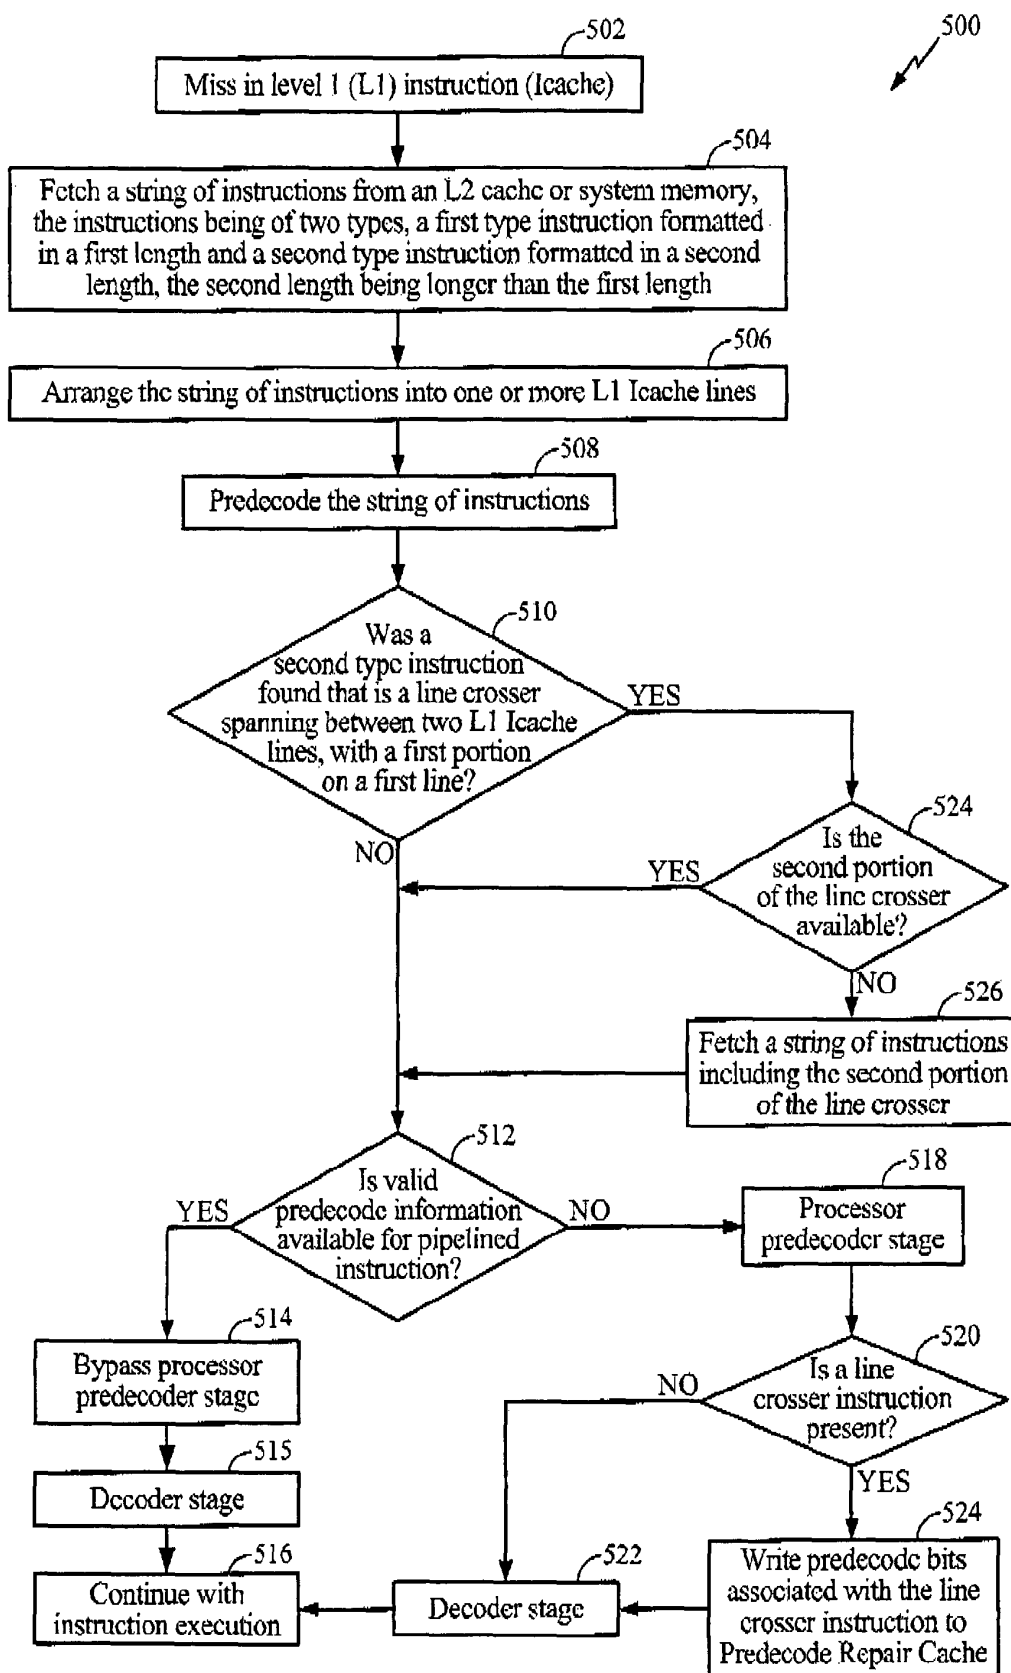 500
502
Miss in level 1 (L1) instruction (Icache)
504
Fetch a string of instructions from an L2 cache or system memory,
the instructions being of two types, a first type instruction formatted
in a first length and a second type instruction formatted in a second
length, the second length being longer than the first length
506
Arrange the string of instructions into one or more L1 Icache lines
508
Predecode the string of instructions
510
Was a
second type instruction
found that is a line crosser
spanning between two L1 Icache
lines, with a first portion
on a first line?
YES
NO
524
Is the
second portion
of the line crosser
available?
YES
NO
526
Fetch a string of instructions
including the second portion
of the line crosser
512
Is valid
predecode information
available for pipelined
instruction?
YES
NO
518
Processor
predecoder stage
514
Bypass processor
predecoder stage
520
Is a line
crosser instruction
present?
NO
YES
515
Decoder stage
516
Continue with
instruction execution
522
Decoder stage
524
Write predecode bits
associated with the line
crosser instruction to
Predecode Repair Cache